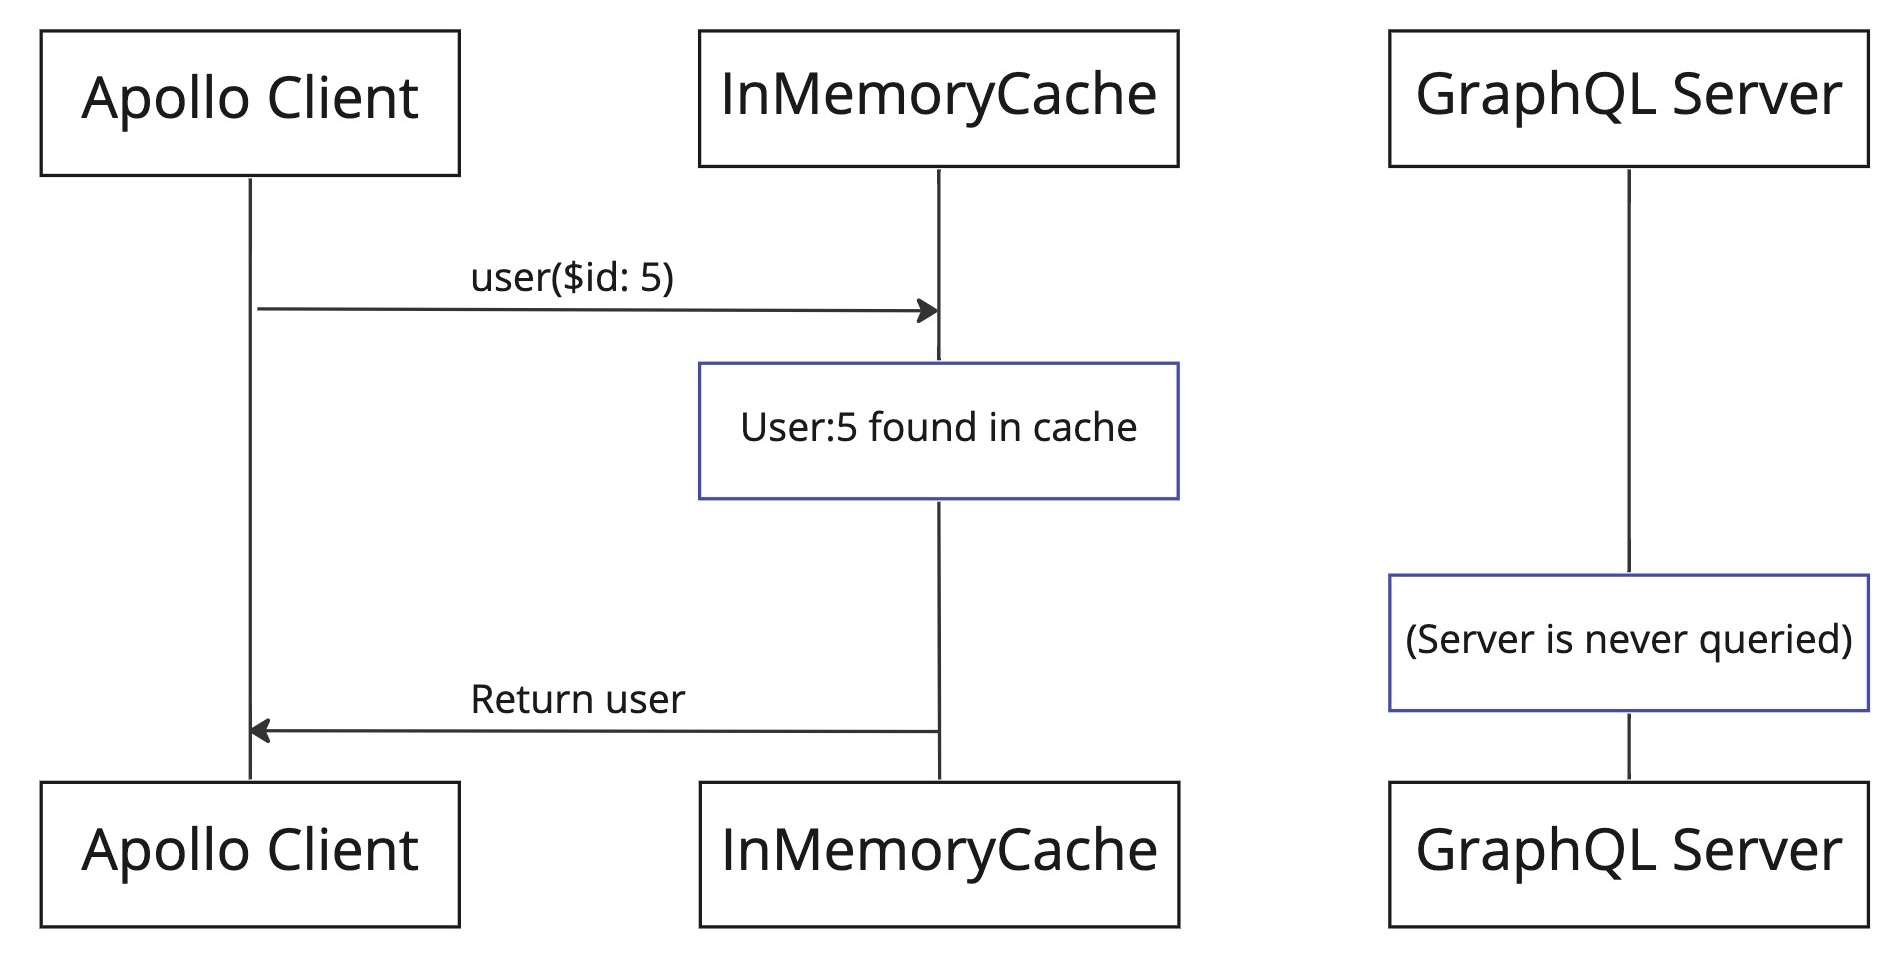 Apollo Client
InMemoryCache
GraphQL Server
user($id: 5)
User:5 found in cache
(Server is never queried)
Return user
Apollo Client
InMemoryCache
GraphQL Server